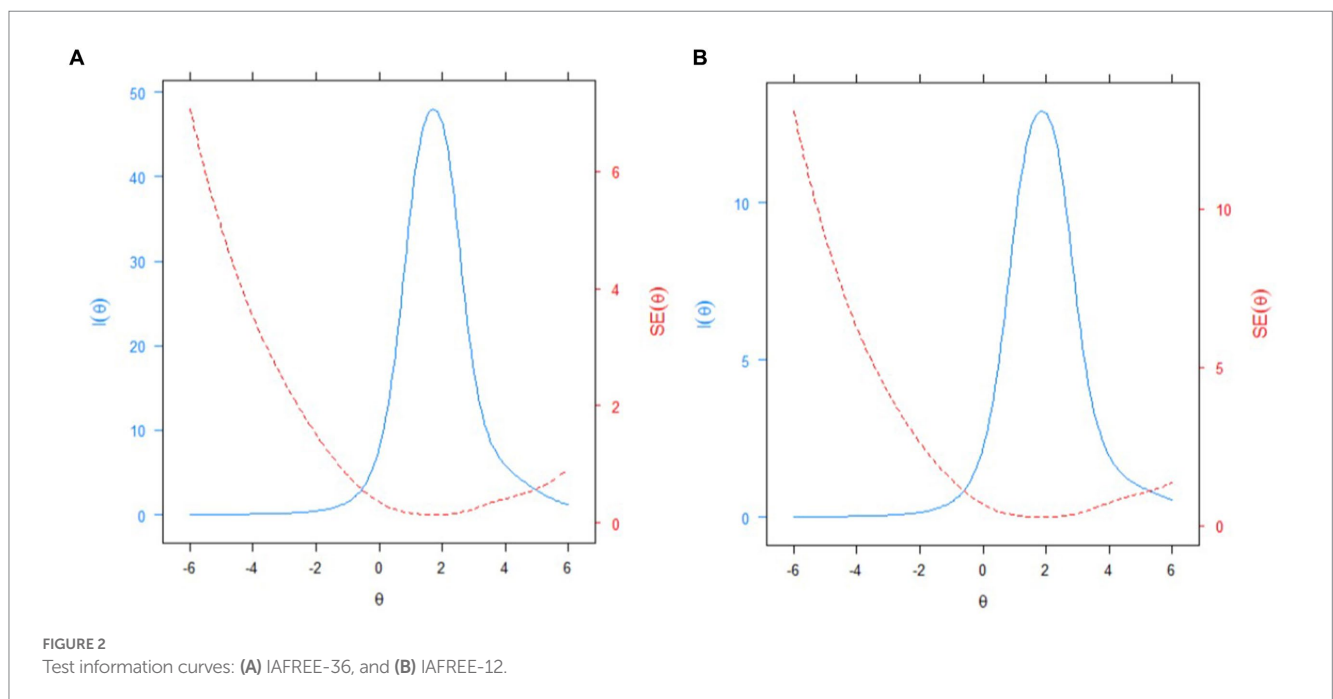 A
50
40
30
20
10
0
I(θ)
6
4
2
0
SE(θ)
-6 -4 -2 0 2 4 6
θ
B
10
5
0
I(θ)
10
5
0
SE(θ)
-6 -4 -2 0 2 4 6
θ
FIGURE 2
Test information curves: (A) IAFREE-36, and (B) IAFREE-12.